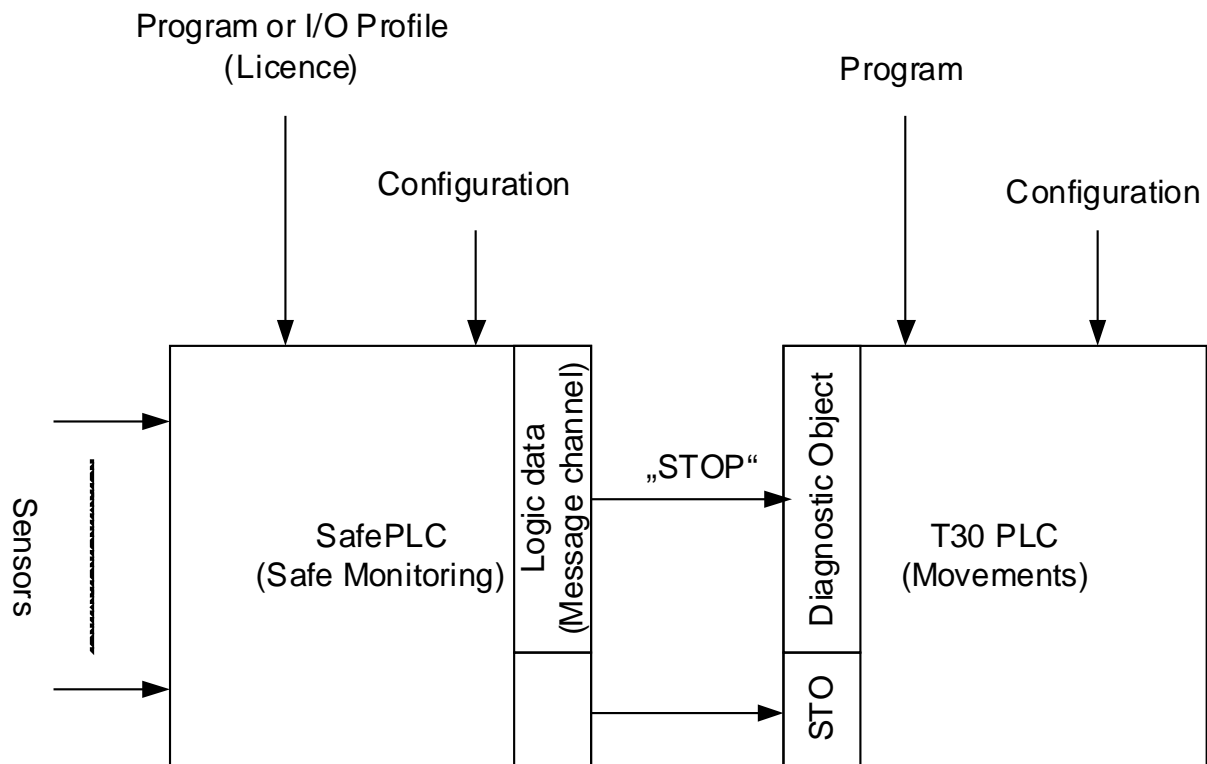 Program or I/O Profile
(Licence)
Program
Configuration
Configuration
Sensors
SafePLC
(Safe Monitoring)
Logic data
(Message channel)
„STOP“
Diagnostic Object
STO
T30 PLC
(Movements)